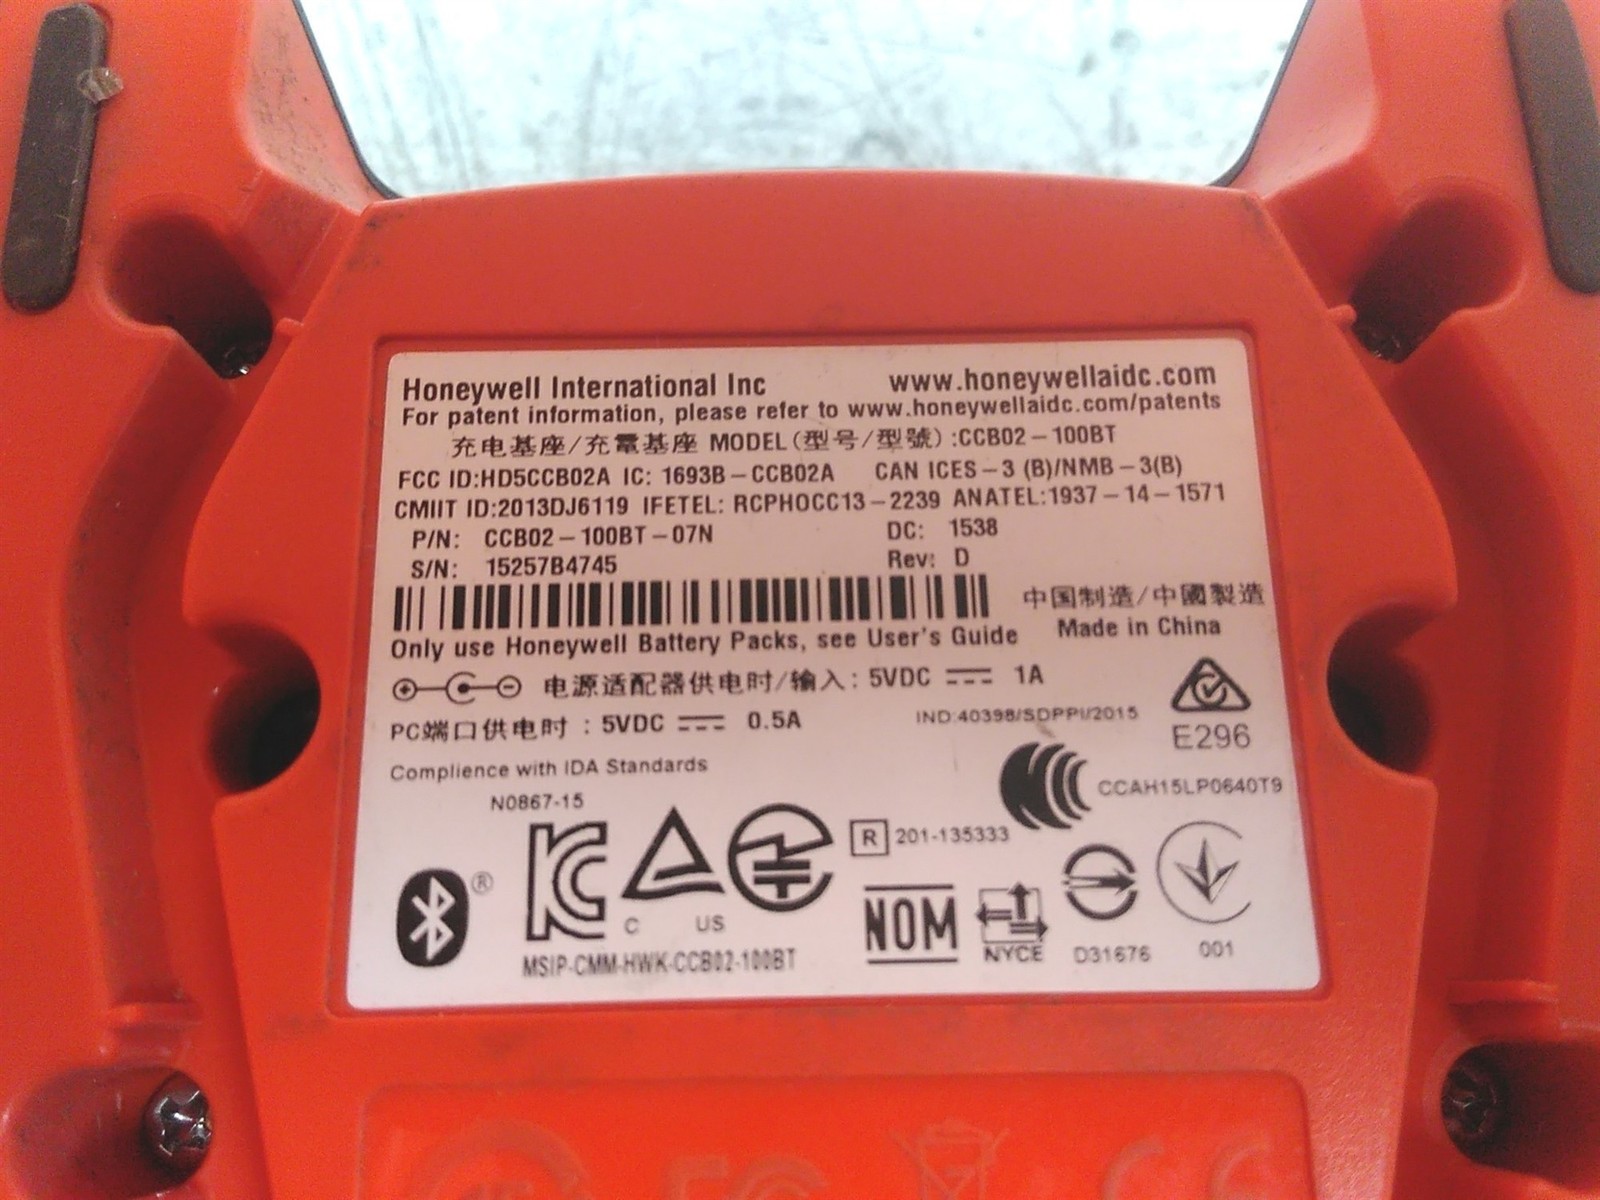 Honeywell International Inc www.honeywellaidc.com
For patent information, please refer to www.honeywellaidc.com/patents
充电基座/充電基座 MODEL(型号/型號):CCB02-100BT
FCC ID:HD5CCB02A IC: 1693B-CCB02A CAN ICES-3 (B)/NMB-3(B)
CMIIT ID:2013DJ6119 IFETEL: RCPHOCC13-2239 ANATEL:1937-14-1571
P/N: CCB02-100BT-07N DC: 1538
S/N: 15257B4745 Rev: D
中国制造/中國製造
Only use Honeywell Battery Packs, see User's Guide Made in China
电源适配器供电时/输入: 5VDC 1A
PC端口供电时: 5VDC 0.5A IND:40398/SDPPI/2015
E296
Complience with IDA Standards
CCAH15LP0640T9
N0867-15
R 201-135333
®
C US
NOM
NYCE D31676 001
MSIP-CMM-HWK-CCB02-100BT